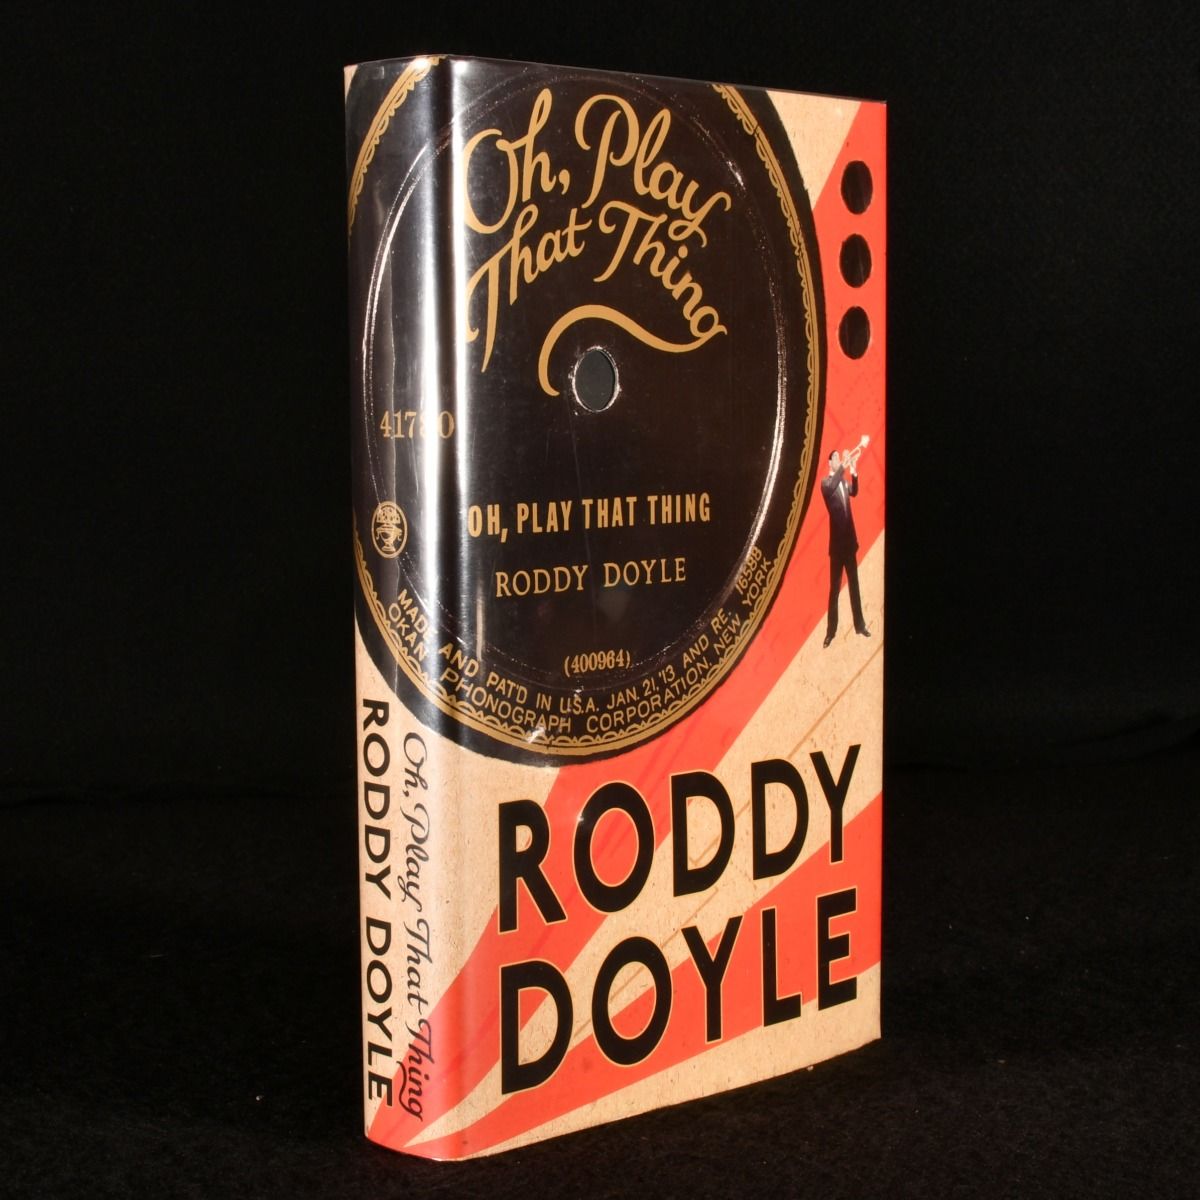 Oh, Play
That Thing
OH, PLAY THAT THING
RODDY DOYLE
(400964)
MADE AND PAT'D IN U.S.A. JAN. 21, '13 AND RE. 16588
OKAN PHONOGRAPH CORPORATION, NEW YORK
RODDY
DOYLE
Oh, Play That Thing
RODDY DOYLE